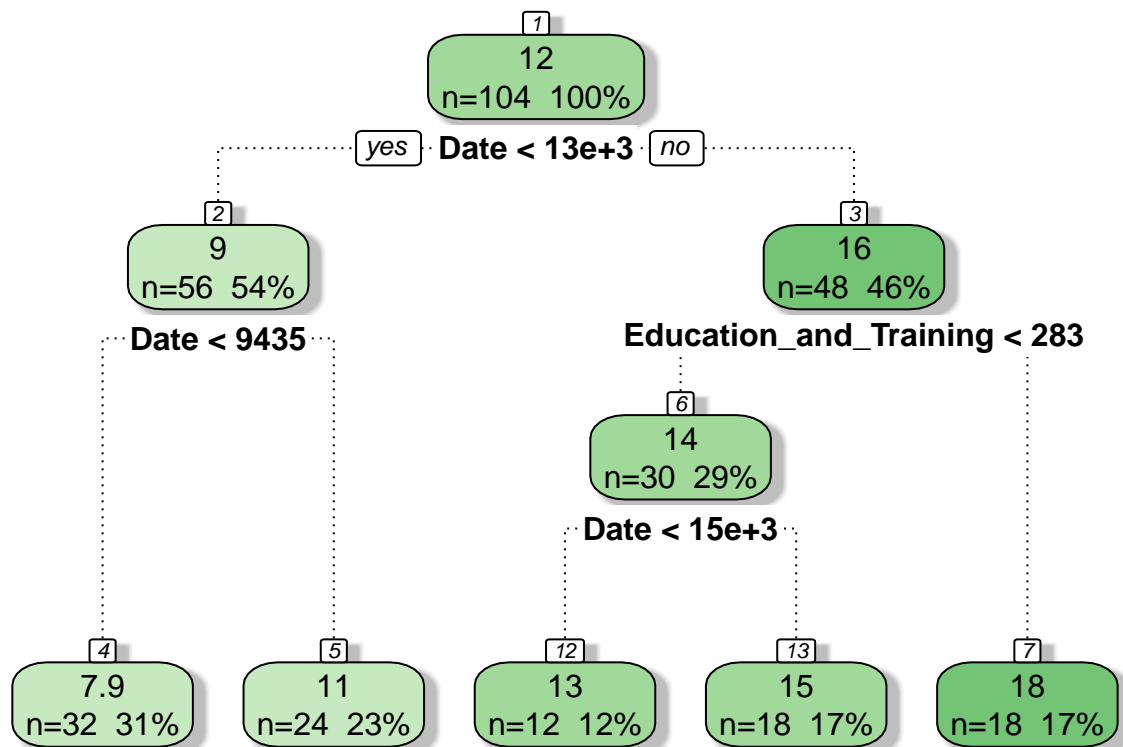 1
12
n=104 100%
yes Date < 13e+3 no
2
9
n=56 54%
3
16
n=48 46%
Date < 9435
Education_and_Training < 283
6
14
n=30 29%
Date < 15e+3
4
7.9
n=32 31%
5
11
n=24 23%
12
13
n=12 12%
13
15
n=18 17%
7
18
n=18 17%